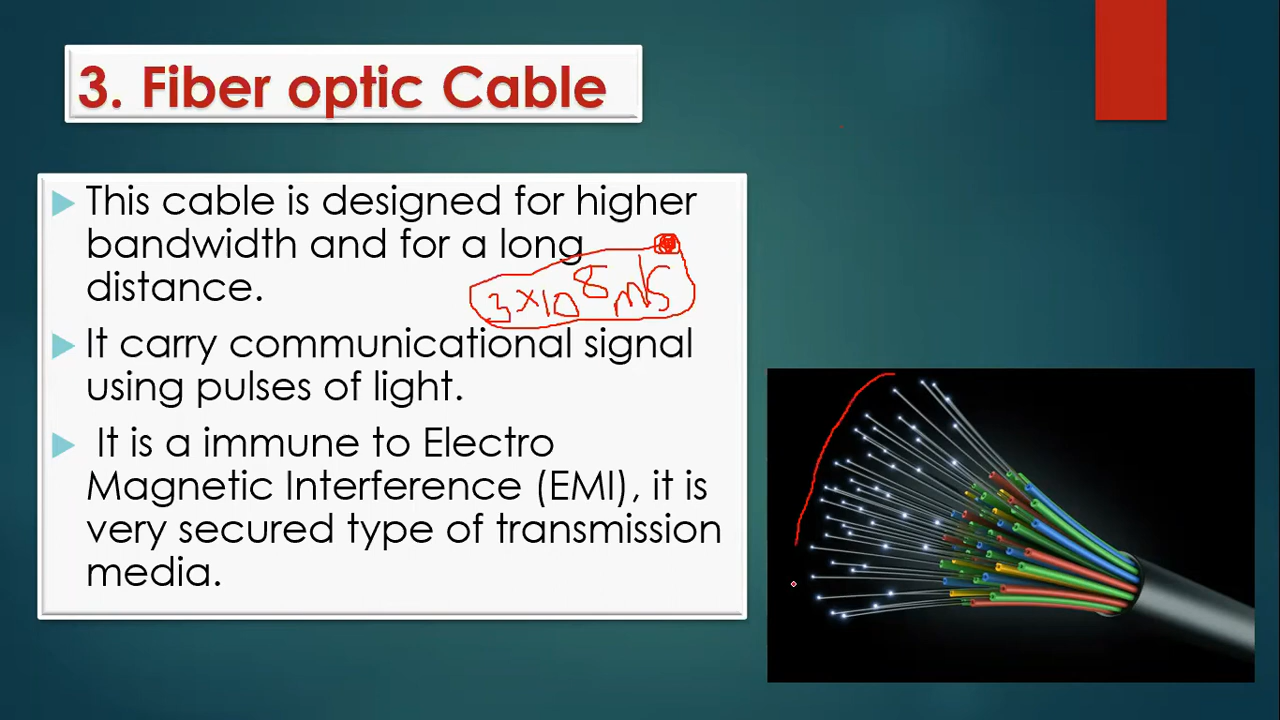 3. Fiber optic Cable
This cable is designed for higher
bandwidth and for a long
distance.
3×10⁸m/s
It carry communicational signal
using pulses of light.
It is a immune to Electro
Magnetic Interference (EMI), it is
very secured type of transmission
media.